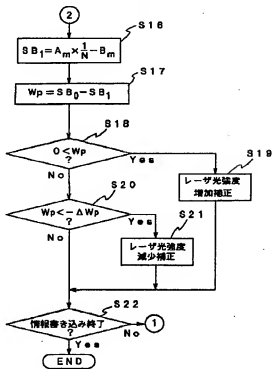 2
S16
SB₁=Aₘ×1/N−Bₘ
S17
Wp=SB₀−SB₁
S18
0<Wp
?
Yes
No
S19
レーザ光強度
増加補正
S20
Wp<−ΔWp
?
Yes
No
S21
レーザ光強度
減少補正
S22
情報書き込み終了
?
No
1
Yes
END